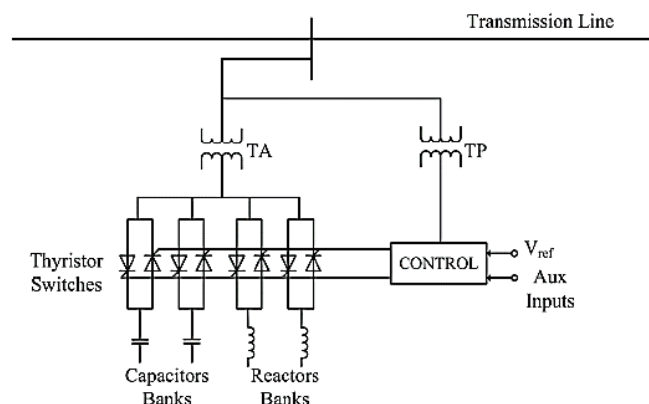 Transmission Line
TA
TP
Thyristor
Switches
CONTROL
Vref
Aux
Inputs
Capacitors
Banks
Reactors
Banks